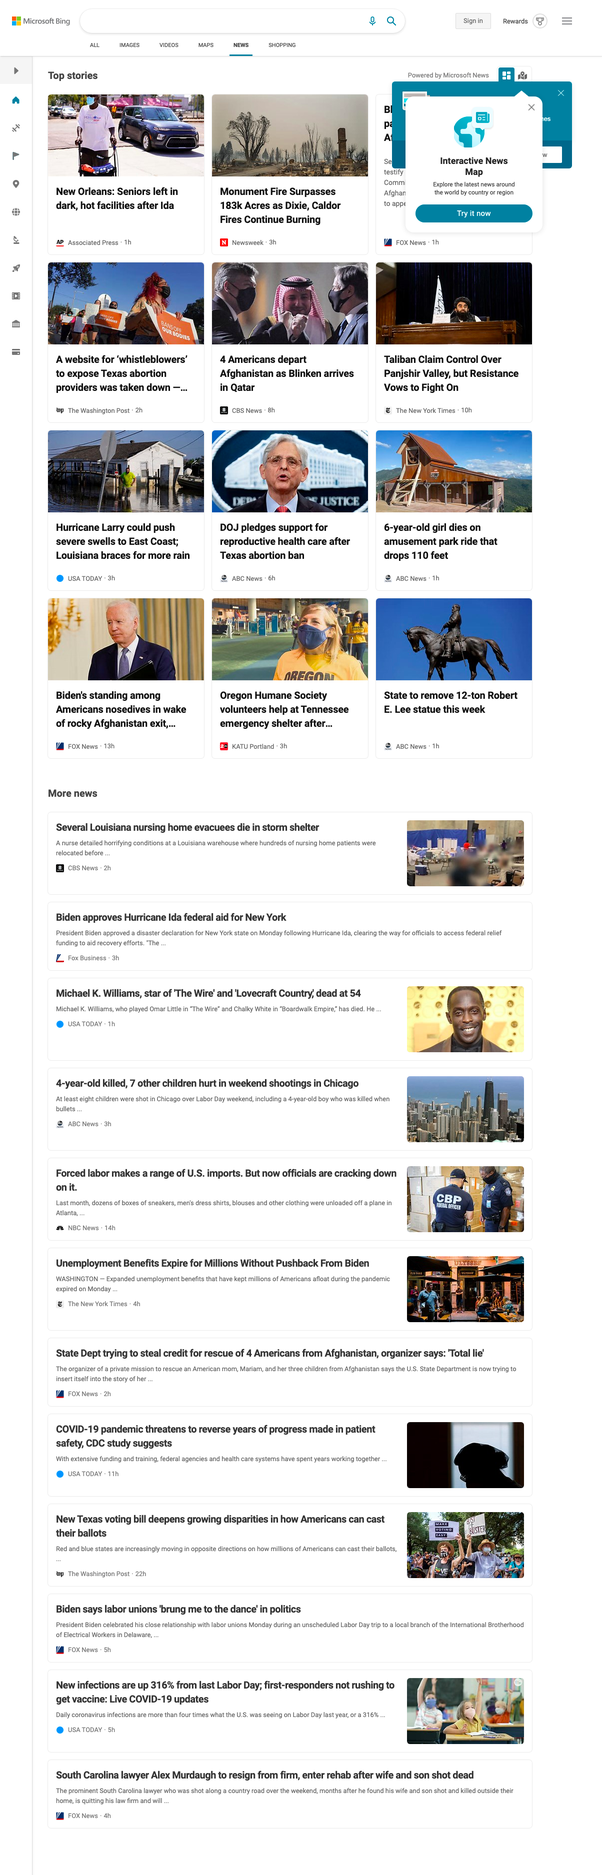 Microsoft Bing
Sign in
Rewards
ALL
IMAGES
VIDEOS
MAPS
NEWS
SHOPPING
Top stories
Powered by Microsoft News
Interactive News
Map
Explore the latest news around
the world by country or region
Try it now
New Orleans: Seniors left in
dark, hot facilities after Ida
AP
Associated Press · 1h
Monument Fire Surpasses
183k Acres as Dixie, Caldor
Fires Continue Burning
Newsweek · 3h
FOX News · 1h
A website for ‘whistleblowers’
to expose Texas abortion
providers was taken down —...
The Washington Post · 2h
4 Americans depart
Afghanistan as Blinken arrives
in Qatar
CBS News · 8h
Taliban Claim Control Over
Panjshir Valley, but Resistance
Vows to Fight On
The New York Times · 10h
Hurricane Larry could push
severe swells to East Coast;
Louisiana braces for more rain
USA TODAY · 3h
DOJ pledges support for
reproductive health care after
Texas abortion ban
ABC News · 6h
6-year-old girl dies on
amusement park ride that
drops 110 feet
ABC News · 1h
Biden's standing among
Americans nosedives in wake
of rocky Afghanistan exit,...
FOX News · 13h
OREGON
Oregon Humane Society
volunteers help at Tennessee
emergency shelter after...
KATU Portland · 3h
State to remove 12-ton Robert
E. Lee statue this week
ABC News · 1h
More news
Several Louisiana nursing home evacuees die in storm shelter
A nurse detailed horrifying conditions at a Louisiana warehouse where hundreds of nursing home patients were
relocated before ...
CBS News · 2h
Biden approves Hurricane Ida federal aid for New York
President Biden approved a disaster declaration for New York state on Monday following Hurricane Ida, clearing the way for officials to access federal relief
funding to aid recovery efforts. "The ...
Fox Business · 3h
Michael K. Williams, star of 'The Wire' and 'Lovecraft Country,' dead at 54
Michael K. Williams, who played Omar Little in "The Wire" and Chalky White in "Boardwalk Empire," has died. He ...
USA TODAY · 1h
4-year-old killed, 7 other children hurt in weekend shootings in Chicago
At least eight children were shot in Chicago over Labor Day weekend, including a 4-year-old boy who was killed when
bullets ...
ABC News · 3h
Forced labor makes a range of U.S. imports. But now officials are cracking down
on it.
Last month, dozens of boxes of sneakers, men's dress shirts, blouses and other clothing were unloaded off a plane in
Atlanta, ...
NBC News · 14h
CBP
Unemployment Benefits Expire for Millions Without Pushback From Biden
WASHINGTON — Expanded unemployment benefits that have kept millions of Americans afloat during the pandemic
expired on Monday ...
The New York Times · 4h
State Dept trying to steal credit for rescue of 4 Americans from Afghanistan, organizer says: 'Total lie'
The organizer of a private mission to rescue an American mom, Mariam, and her three children from Afghanistan says the U.S. State Department is now trying to
insert itself into the story of her ...
FOX News · 2h
COVID-19 pandemic threatens to reverse years of progress made in patient
safety, CDC study suggests
With extensive funding and training, federal agencies and health care systems have spent years working together ...
USA TODAY · 11h
New Texas voting bill deepens growing disparities in how Americans can cast
their ballots
Red and blue states are increasingly moving in opposite directions on how millions of Americans can cast their ballots,
...
The Washington Post · 22h
Biden says labor unions 'brung me to the dance' in politics
President Biden celebrated his close relationship with labor unions Monday during an unscheduled Labor Day trip to a local branch of the International Brotherhood
of Electrical Workers in Delaware, ...
FOX News · 5h
New infections are up 316% from last Labor Day; first-responders not rushing to
get vaccine: Live COVID-19 updates
Daily coronavirus infections are more than four times what the U.S. was seeing on Labor Day last year, or a 316% ...
USA TODAY · 5h
South Carolina lawyer Alex Murdaugh to resign from firm, enter rehab after wife and son shot dead
The prominent South Carolina lawyer who was shot along a country road over the weekend, months after he found his wife and son shot and killed outside their
home, is quitting his law firm and will ...
FOX News · 4h